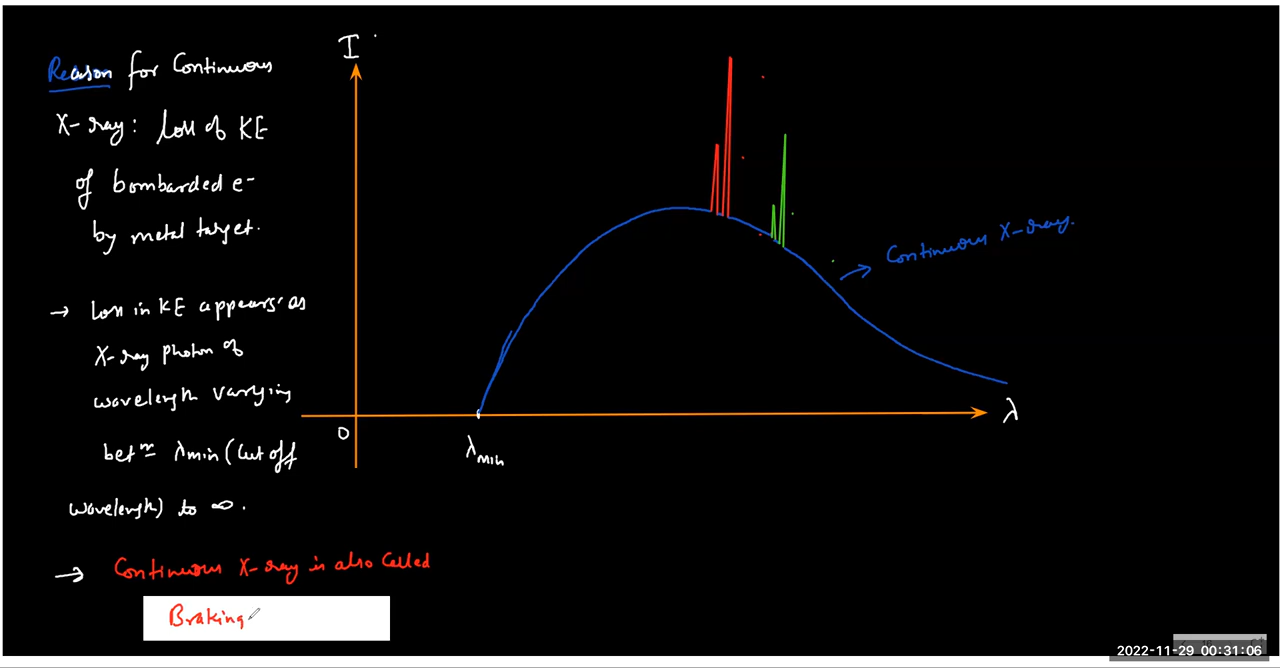 Reason for Continuous
X-ray: Loss of KE
of bombarded e-
by metal target.
→ Loss in KE appears as
X-ray photon of
wavelength varying
betⁿ λmin (cut off
wavelength) to ∞.
→ Continuous X-ray is also called
Braking
I
0
λmin
λ
→ Continuous X-ray.
2022-11-29 00:31:06